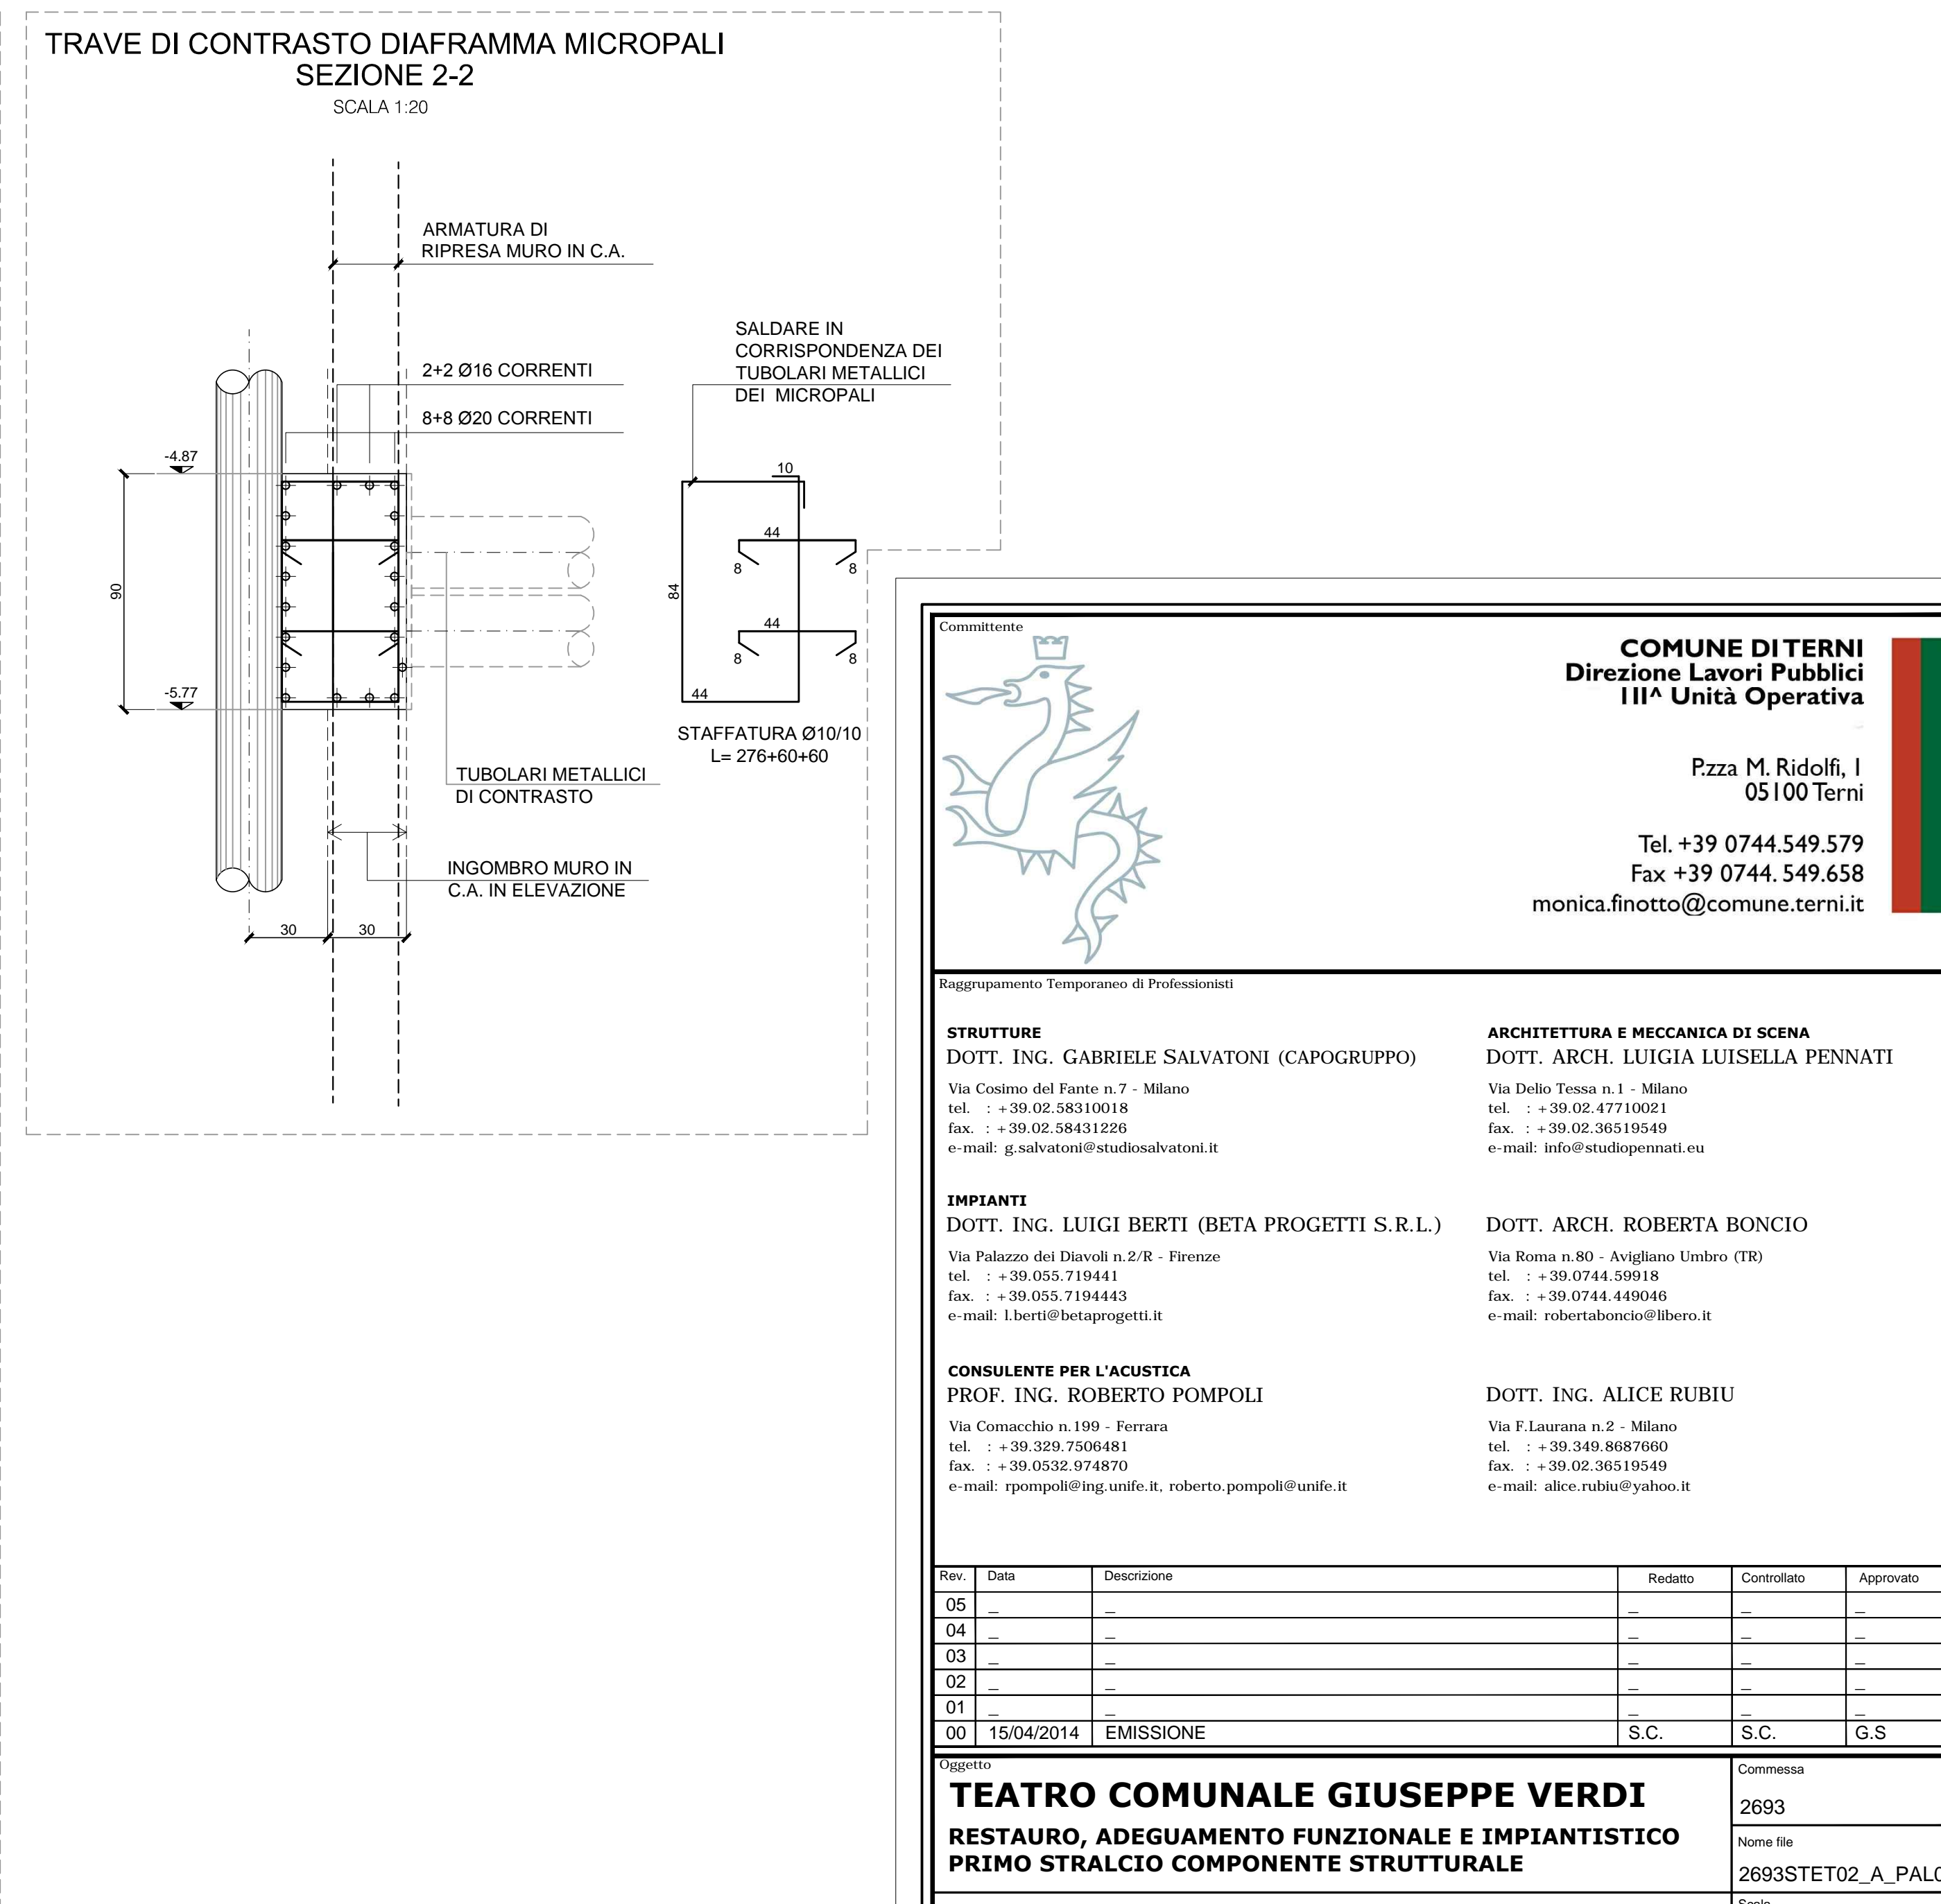 TRAVE DI CONTRASTO DIAFRAMMA MICROPALI
SEZIONE 2-2
SCALA 1:20
ARMATURA DI
RIPRESA MURO IN C.A.
SALDARE IN
CORRISPONDENZA DEI
TUBOLARI METALLICI
DEI MICROPALI
2+2 Ø16 CORRENTI
8+8 Ø20 CORRENTI
-4.87
10
44
8
8
90
84
44
8
8
-5.77
44
STAFFATURA Ø10/10
L= 276+60+60
TUBOLARI METALLICI
DI CONTRASTO
INGOMBRO MURO IN
C.A. IN ELEVAZIONE
30
30
Committente
COMUNE DI TERNI
Direzione Lavori Pubblici
III^ Unità Operativa
P.zza M. Ridolfi, 1
05100 Terni
Tel. +39 0744.549.579
Fax +39 0744. 549.658
monica.finotto@comune.terni.it
Raggrupamento Temporaneo di Professionisti
STRUTTURE
DOTT. ING. GABRIELE SALVATONI (CAPOGRUPPO)
Via Cosimo del Fante n.7 - Milano
tel. : +39.02.58310018
fax. : +39.02.58431226
e-mail: g.salvatoni@studiosalvatoni.it
ARCHITETTURA E MECCANICA DI SCENA
DOTT. ARCH. LUIGIA LUISELLA PENNATI
Via Delio Tessa n.1 - Milano
tel. : +39.02.47710021
fax. : +39.02.36519549
e-mail: info@studiopennati.eu
IMPIANTI
DOTT. ING. LUIGI BERTI (BETA PROGETTI S.R.L.)
Via Palazzo dei Diavoli n.2/R - Firenze
tel. : +39.055.719441
fax. : +39.055.7194443
e-mail: l.berti@betaprogetti.it
DOTT. ARCH. ROBERTA BONCIO
Via Roma n.80 - Avigliano Umbro (TR)
tel. : +39.0744.59918
fax. : +39.0744.449046
e-mail: robertaboncio@libero.it
CONSULENTE PER L'ACUSTICA
PROF. ING. ROBERTO POMPOLI
Via Comacchio n.199 - Ferrara
tel. : +39.329.7506481
fax. : +39.0532.974870
e-mail: rpompoli@ing.unife.it, roberto.pompoli@unife.it
DOTT. ING. ALICE RUBIU
Via F.Laurana n.2 - Milano
tel. : +39.349.8687660
fax. : +39.02.36519549
e-mail: alice.rubiu@yahoo.it
Rev. Data Descrizione Redatto Controllato Approvato
05 _ _ _ _ _
04 _ _ _ _ _
03 _ _ _ _ _
02 _ _ _ _ _
01 _ _ _ _ _
00 15/04/2014 EMISSIONE S.C. S.C. G.S
Oggetto
TEATRO COMUNALE GIUSEPPE VERDI
RESTAURO, ADEGUAMENTO FUNZIONALE E IMPIANTISTICO
PRIMO STRALCIO COMPONENTE STRUTTURALE
Commessa
2693
Nome file
2693STET02_A_PAL
Scala